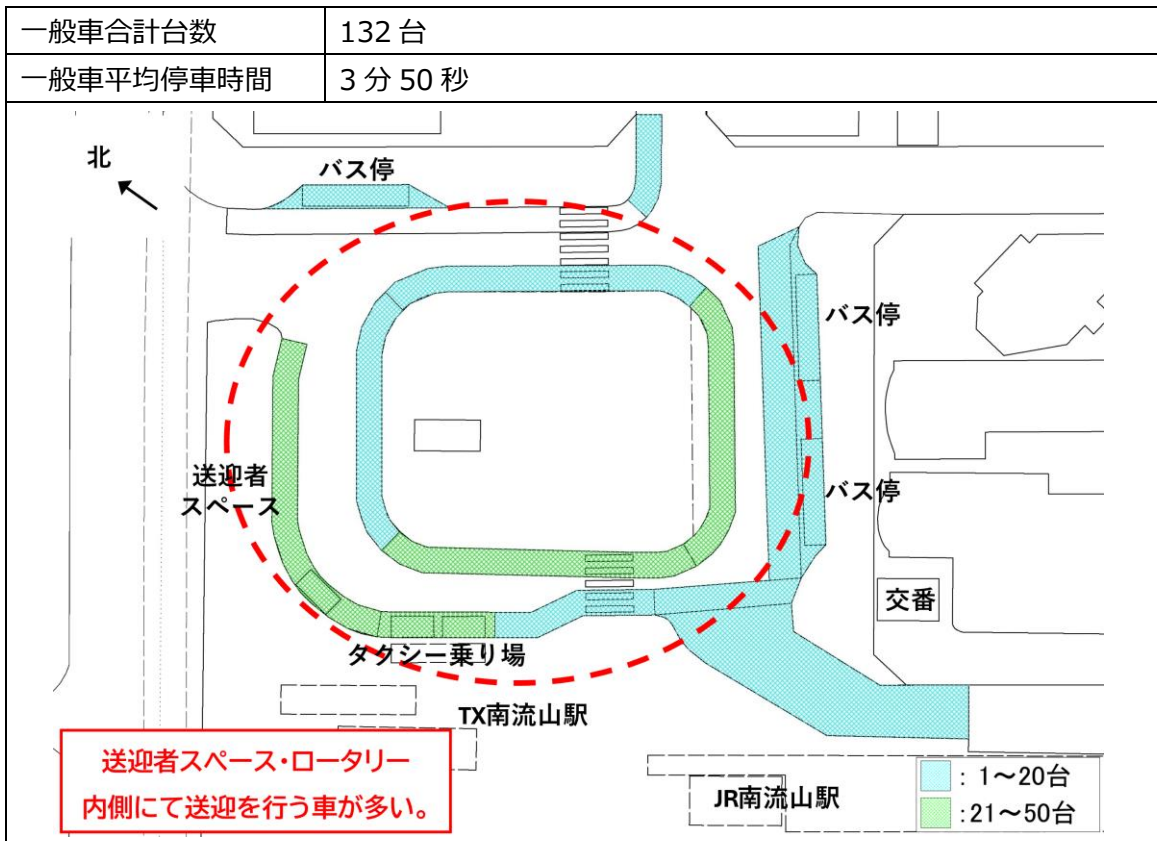 一般車合計台数 132 台
一般車平均停車時間 3 分 50 秒
北
バス停
バス停
送迎者
スペース
バス停
交番
タクシー乗り場
TX南流山駅
送迎者スペース・ロータリー
内側にて送迎を行う車が多い。
JR南流山駅
：1～20台
：21～50台